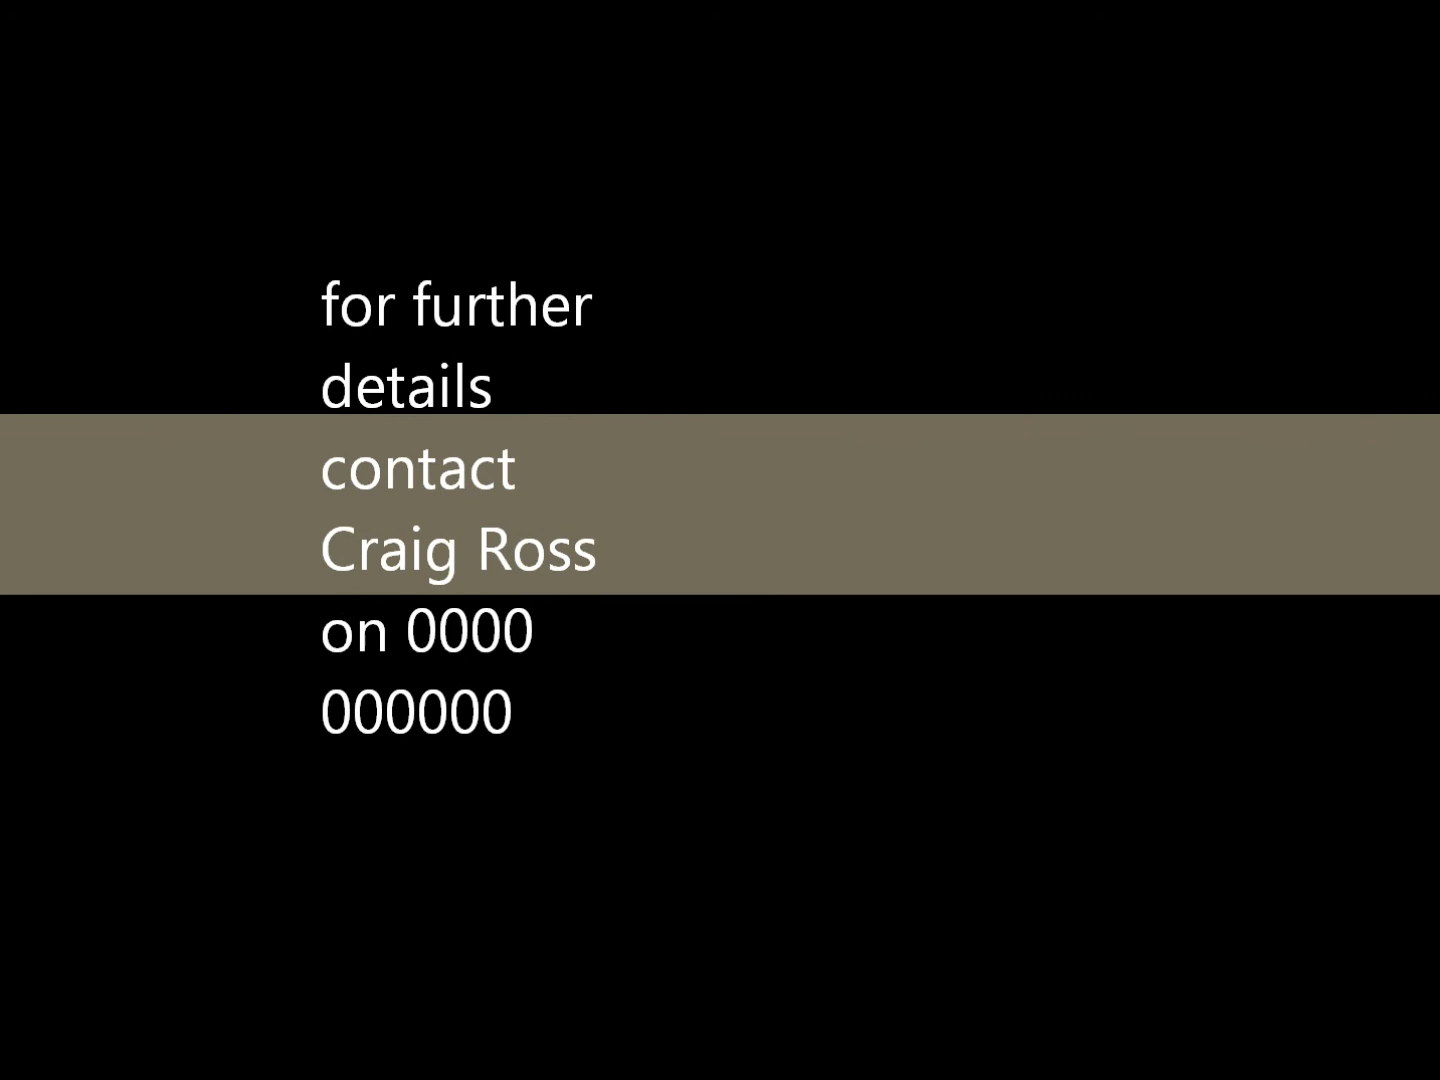 for further
details
contact
Craig Ross
on 0000
000000